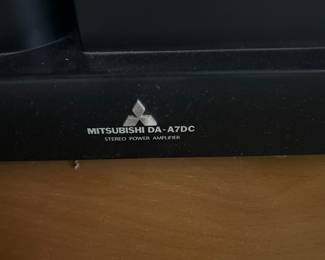 MITSUBISHI DA-A7DC
STEREO POWER AMPLIFIER